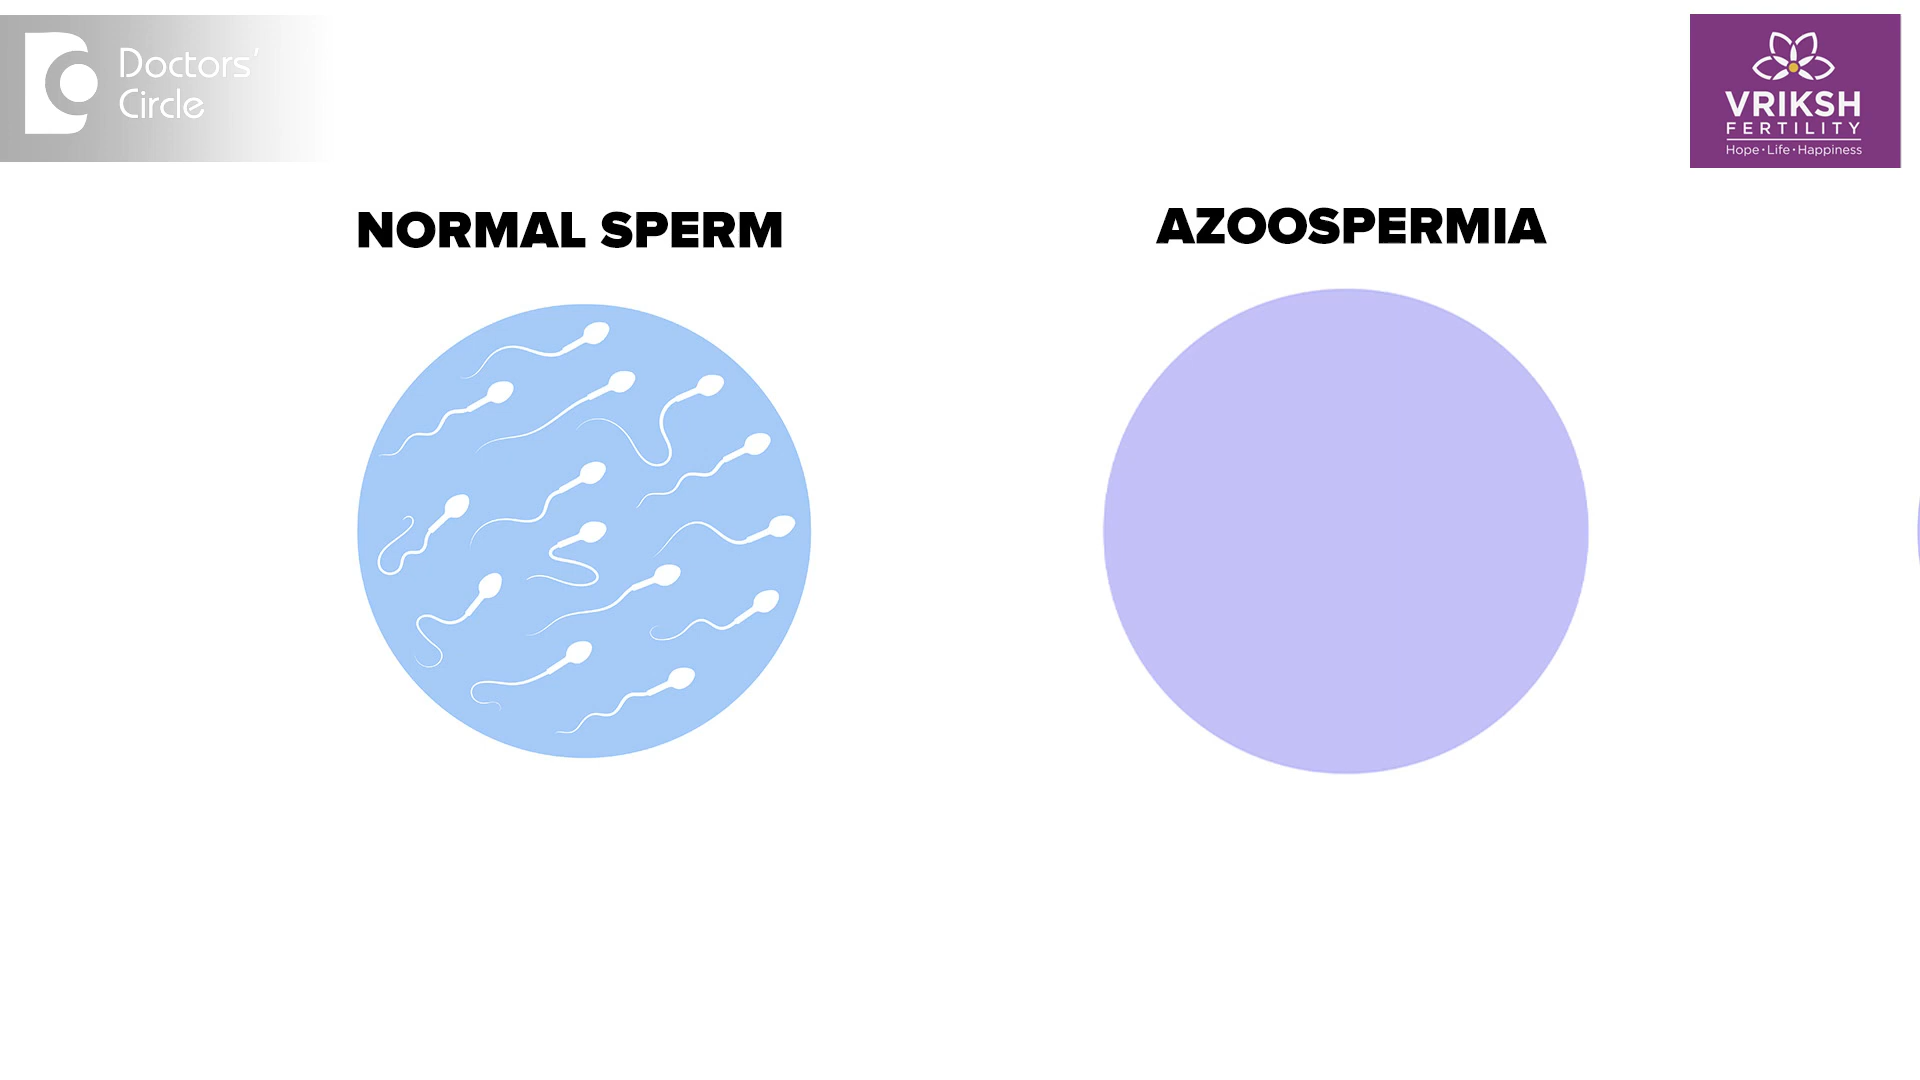 Doctors'
Circle
VRIKSH
FERTILITY
Hope · Life · Happiness
NORMAL SPERM
AZOOSPERMIA